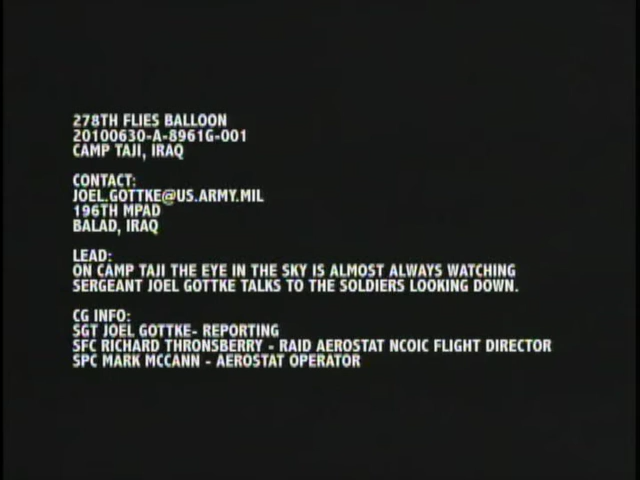 278TH FLIES BALLOON
20100630-A-8961G-001
CAMP TAJI, IRAQ
CONTACT:
JOEL.GOTTKE@US.ARMY.MIL
196TH MPAD
BALAD, IRAQ
LEAD:
ON CAMP TAJI THE EYE IN THE SKY IS ALMOST ALWAYS WATCHING
SERGEANT JOEL GOTTKE TALKS TO THE SOLDIERS LOOKING DOWN.
CG INFO:
SGT JOEL GOTTKE- REPORTING
SFC RICHARD THRONSBERRY - RAID AEROSTAT NCOIC FLIGHT DIRECTOR
SPC MARK MCCANN - AEROSTAT OPERATOR